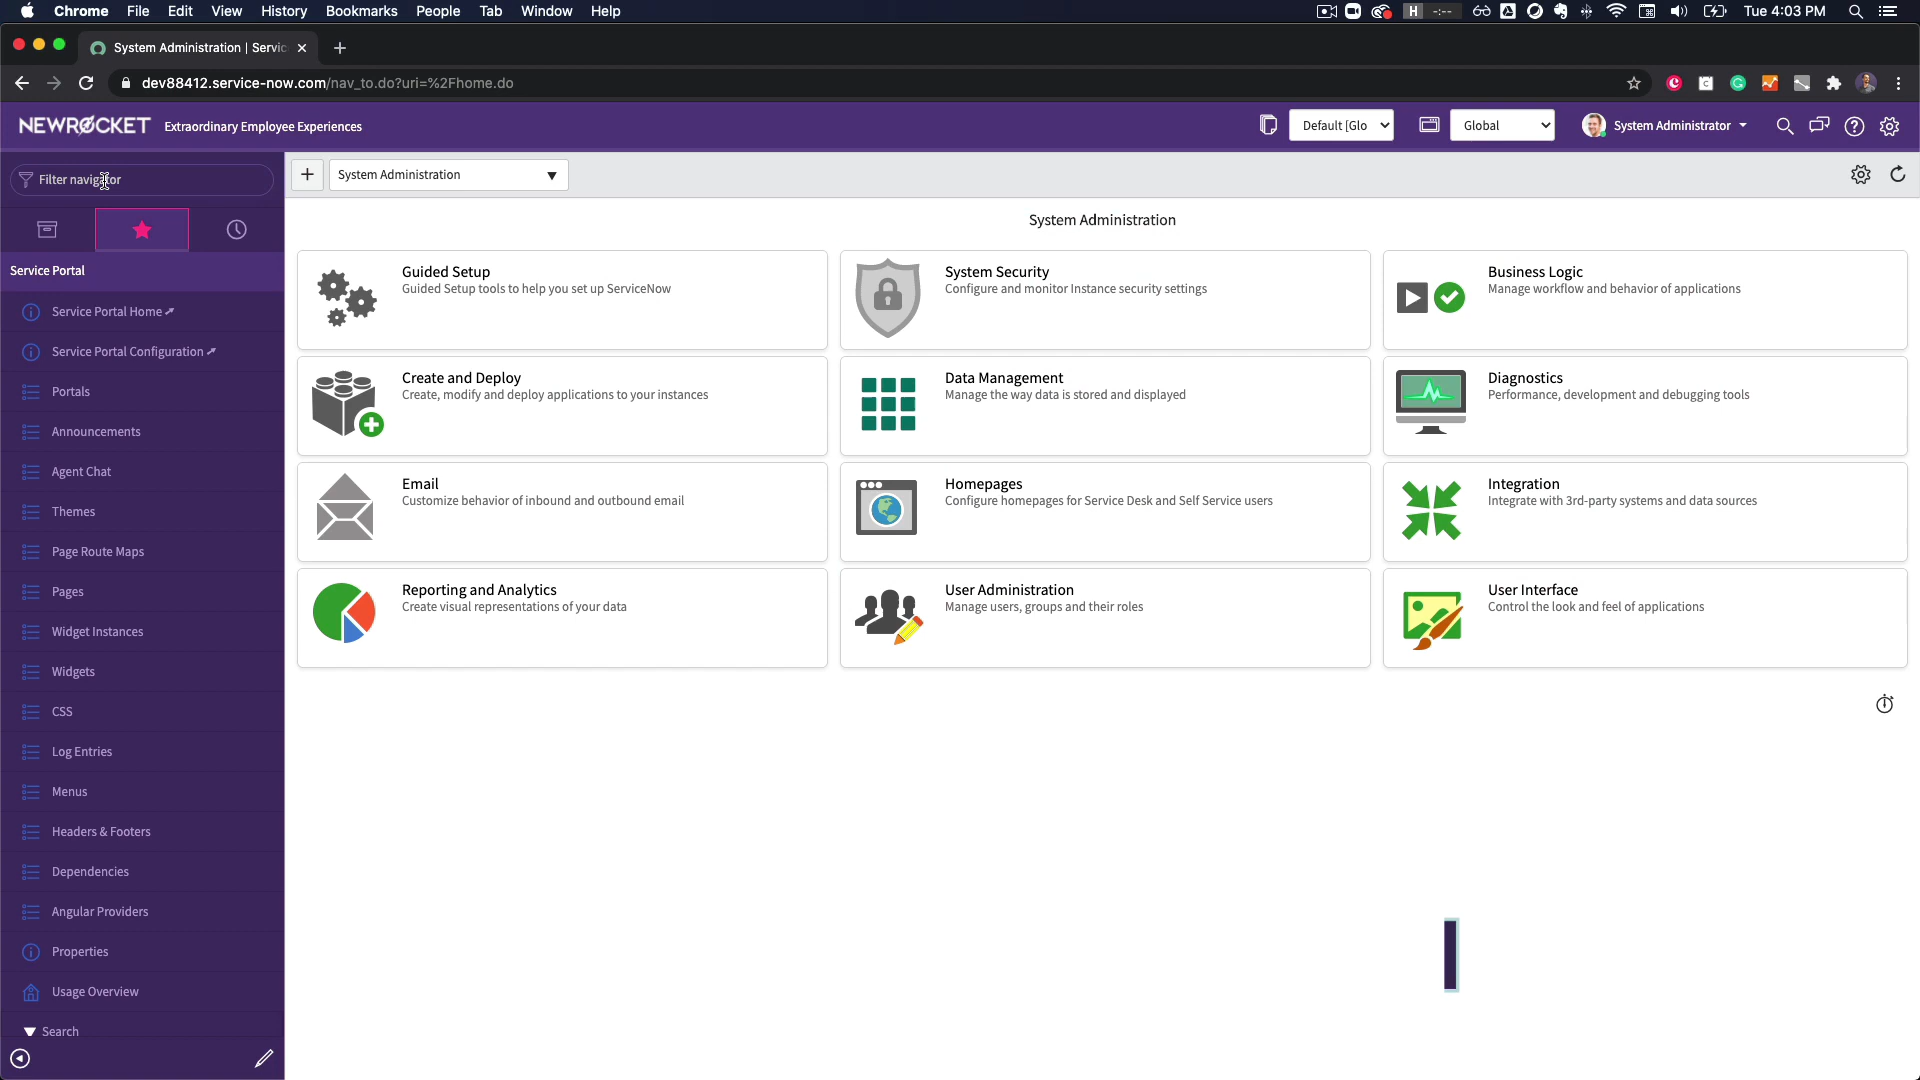 Chrome File Edit View History Bookmarks People Tab Window Help
H -:-- Tue 4:03 PM
System Administration | Servic
dev88412.service-now.com/nav_to.do?uri=%2Fhome.do
NEWROCKET Extraordinary Employee Experiences
Default [Glo Global System Administrator
Filter navigator
System Administration
System Administration
Service Portal
Service Portal Home
Service Portal Configuration
Portals
Announcements
Agent Chat
Themes
Page Route Maps
Pages
Widget Instances
Widgets
CSS
Log Entries
Menus
Headers & Footers
Dependencies
Angular Providers
Properties
Usage Overview
Search
Guided Setup
Guided Setup tools to help you set up ServiceNow
System Security
Configure and monitor Instance security settings
Business Logic
Manage workflow and behavior of applications
Create and Deploy
Create, modify and deploy applications to your instances
Data Management
Manage the way data is stored and displayed
Diagnostics
Performance, development and debugging tools
Email
Customize behavior of inbound and outbound email
Homepages
Configure homepages for Service Desk and Self Service users
Integration
Integrate with 3rd-party systems and data sources
Reporting and Analytics
Create visual representations of your data
User Administration
Manage users, groups and their roles
User Interface
Control the look and feel of applications